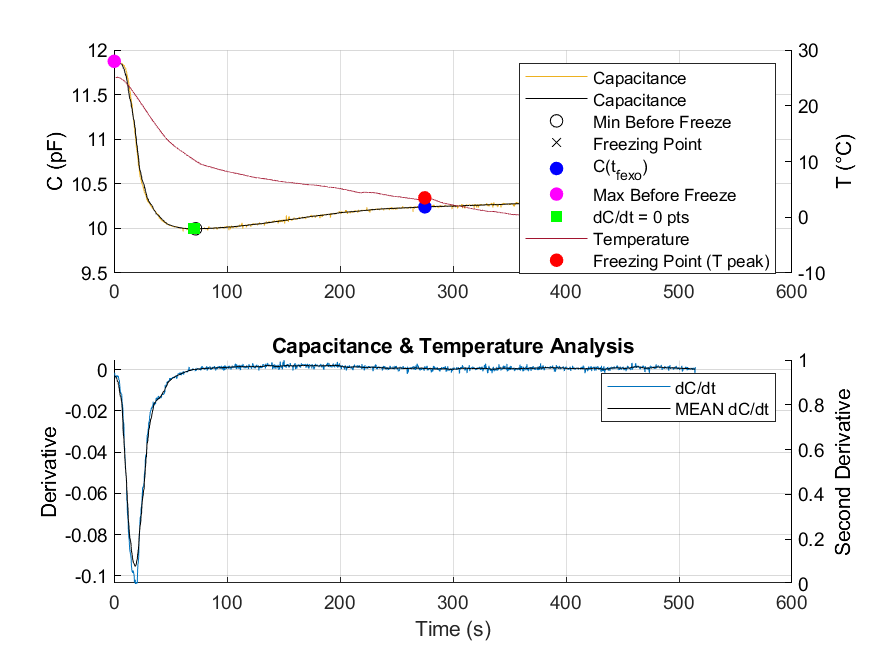 12
11.5
11
10.5
10
9.5
C (pF)
30
20
10
0
-10
T (°C)
Capacitance
Capacitance
Min Before Freeze
Freezing Point
C(t_fexo)
Max Before Freeze
dC/dt = 0 pts
Temperature
Freezing Point (T peak)
0 100 200 300 400 500 600
Capacitance & Temperature Analysis
0
-0.02
-0.04
-0.06
-0.08
-0.1
Derivative
1
0.8
0.6
0.4
0.2
0
Second Derivative
dC/dt
MEAN dC/dt
0 100 200 300 400 500 600
Time (s)